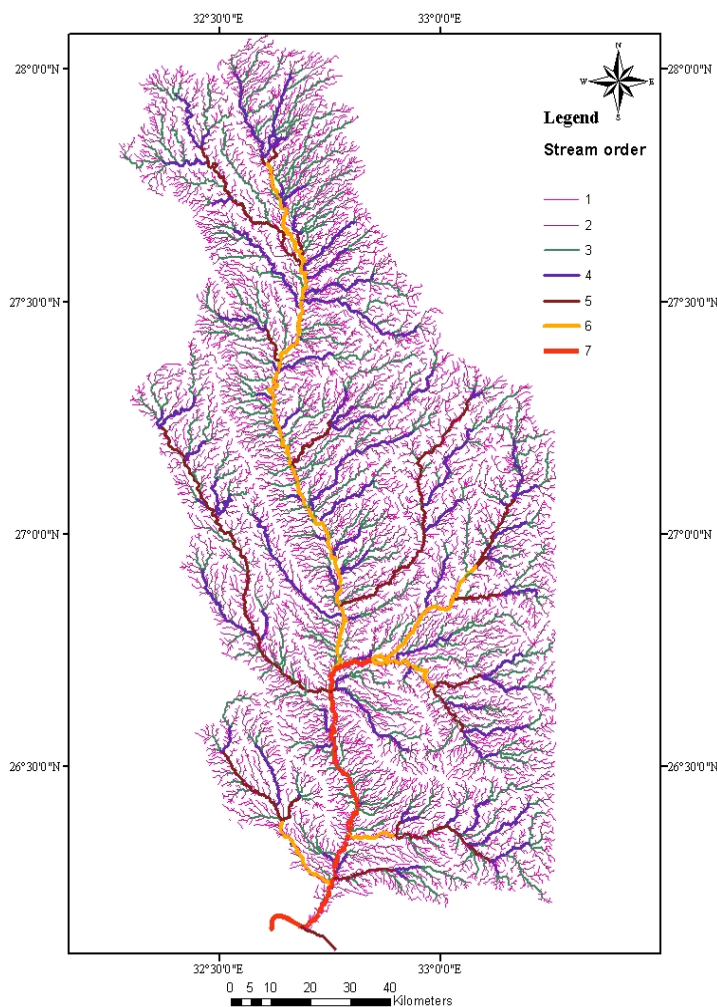 32°30'0"E 33°0'0"E
28°0'0"N 28°0'0"N
N
W E
S
Legend
Stream order
1
2
3
4
5
6
7
27°30'0"N 27°30'0"N
27°0'0"N 27°0'0"N
26°30'0"N 26°30'0"N
32°30'0"E 33°0'0"E
0 5 10 20 30 40
Kilometers